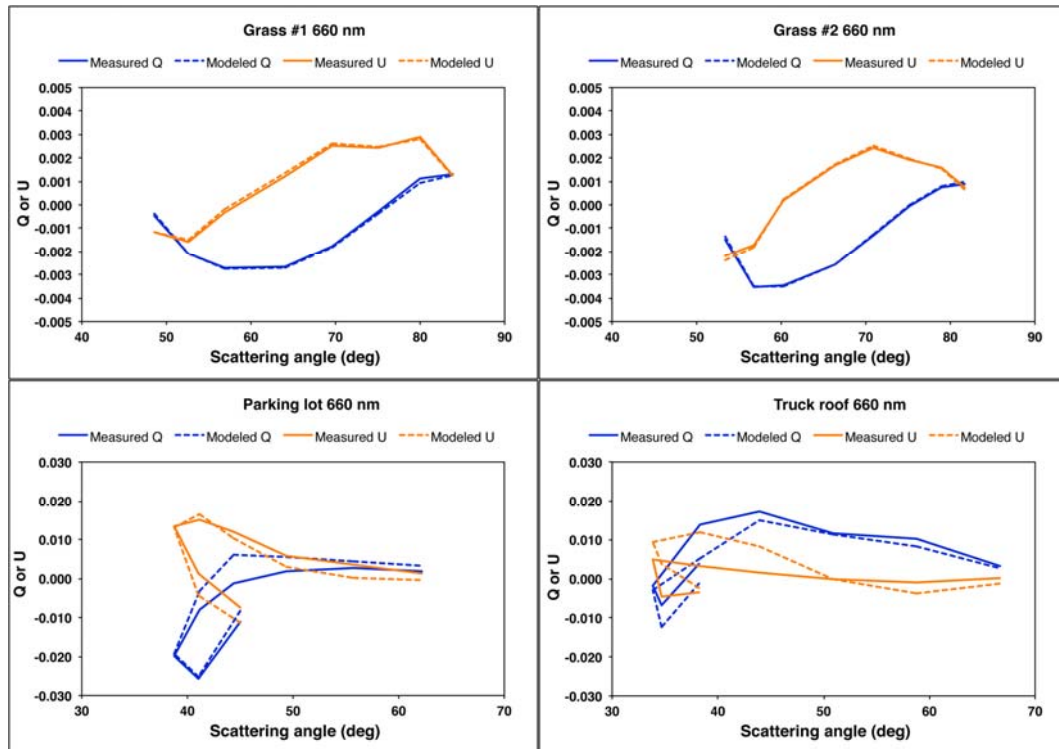 Grass #1 660 nm
Measured Q Modeled Q Measured U Modeled U
0.005
0.004
0.003
0.002
0.001
0.000
-0.001
-0.002
-0.003
-0.004
-0.005
Q or U
40 50 60 70 80 90
Scattering angle (deg)
Grass #2 660 nm
Measured Q Modeled Q Measured U Modeled U
0.005
0.004
0.003
0.002
0.001
0.000
-0.001
-0.002
-0.003
-0.004
-0.005
Q or U
40 50 60 70 80 90
Scattering angle (deg)
Parking lot 660 nm
Measured Q Modeled Q Measured U Modeled U
0.030
0.020
0.010
0.000
-0.010
-0.020
-0.030
Q or U
30 40 50 60 70
Scattering angle (deg)
Truck roof 660 nm
Measured Q Modeled Q Measured U Modeled U
0.030
0.020
0.010
0.000
-0.010
-0.020
-0.030
Q or U
30 40 50 60 70
Scattering angle (deg)